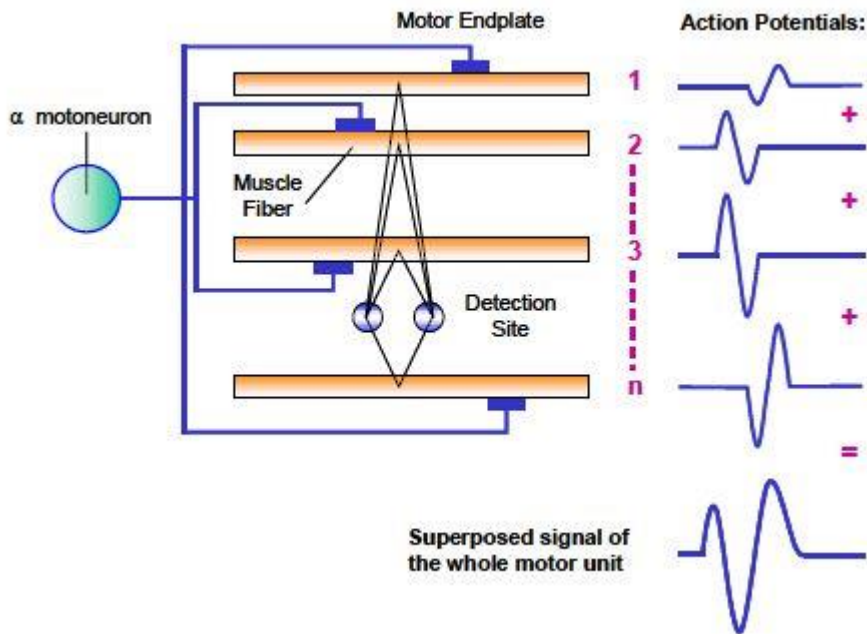 Motor Endplate
Action Potentials:
α motoneuron
1
+
2
Muscle
Fiber
+
3
Detection
Site
+
n
=
Superposed signal of
the whole motor unit